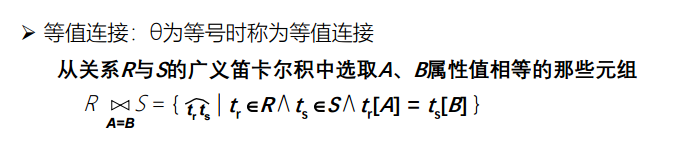 ➢ 等值连接：θ为等号时称为等值连接
从关系R与S的广义笛卡尔积中选取A、B属性值相等的那些元组
R ⋈ S = { t͡ᵣtₛ | tᵣ ∈R∧tₛ ∈S∧tᵣ[A] = tₛ[B] }
A=B